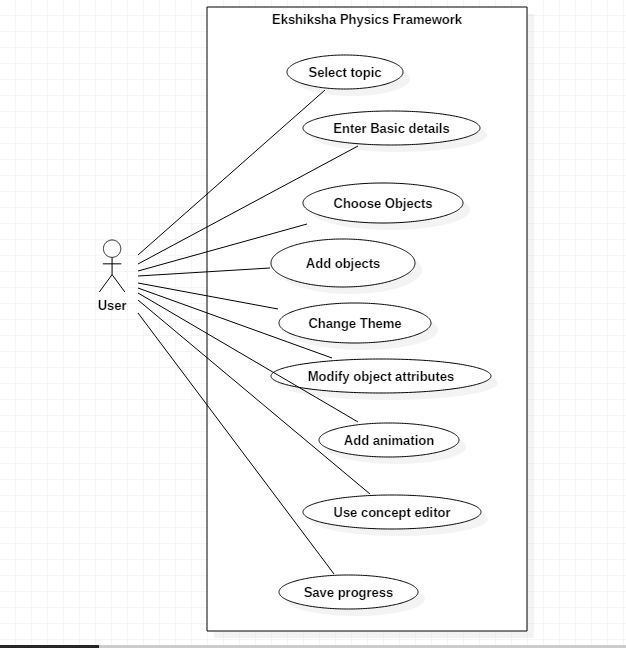 Ekshiksha Physics Framework
Select topic
Enter Basic details
Choose Objects
Add objects
User
Change Theme
Modify object attributes
Add animation
Use concept editor
Save progress